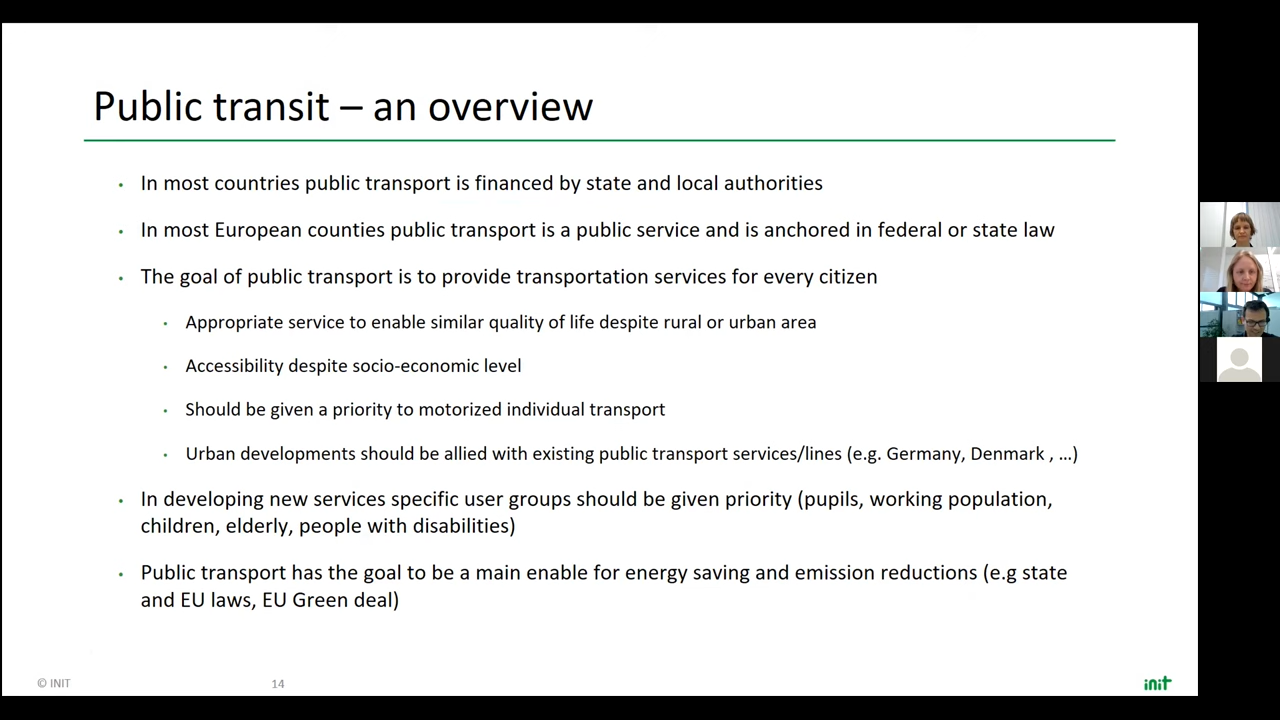 Public transit – an overview
• In most countries public transport is financed by state and local authorities
• In most European counties public transport is a public service and is anchored in federal or state law
• The goal of public transport is to provide transportation services for every citizen
• Appropriate service to enable similar quality of life despite rural or urban area
• Accessibility despite socio-economic level
• Should be given a priority to motorized individual transport
• Urban developments should be allied with existing public transport services/lines (e.g. Germany, Denmark , …)
• In developing new services specific user groups should be given priority (pupils, working population,
children, elderly, people with disabilities)
• Public transport has the goal to be a main enable for energy saving and emission reductions (e.g state
and EU laws, EU Green deal)
© INIT
14
init